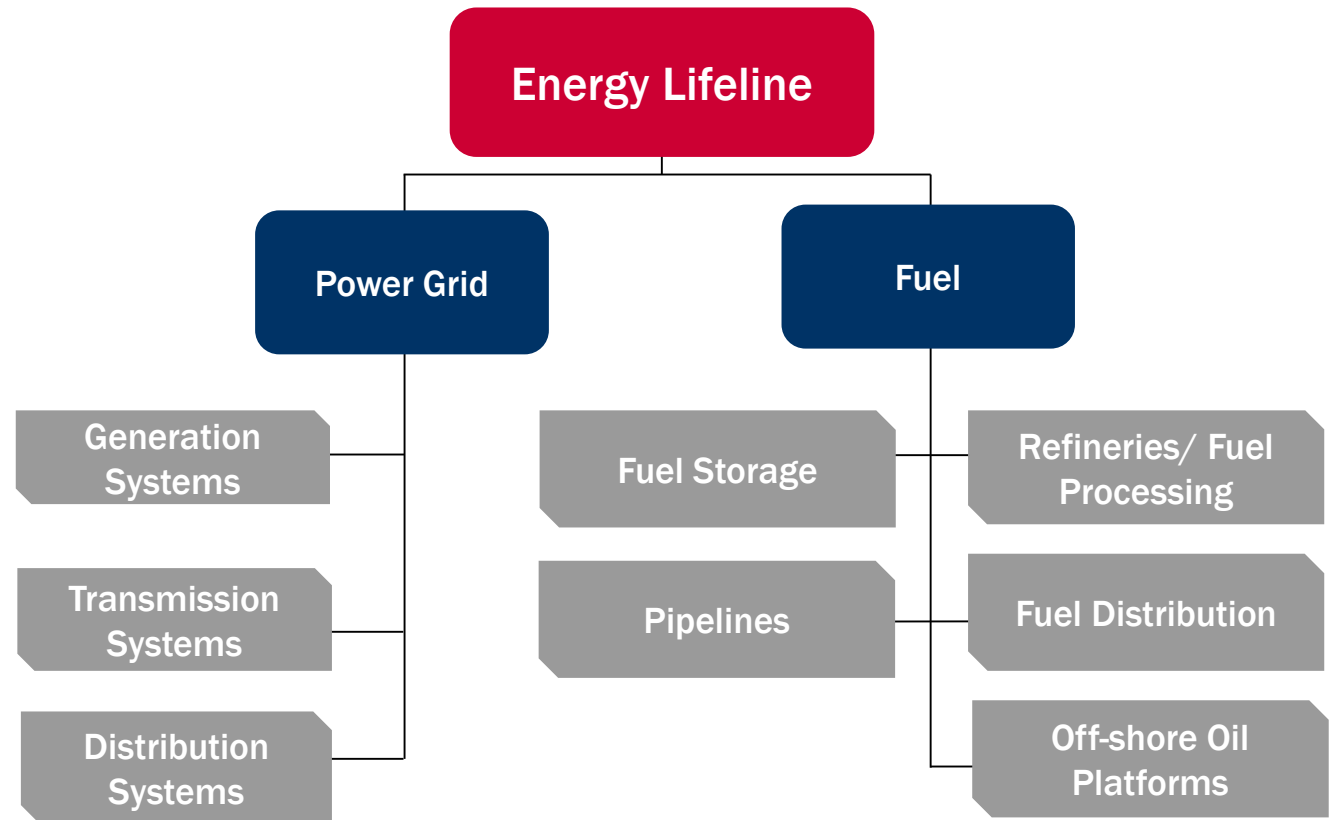 Energy Lifeline
Power Grid
Fuel
Generation
Systems
Transmission
Systems
Distribution
Systems
Fuel Storage
Pipelines
Refineries/ Fuel
Processing
Fuel Distribution
Off-shore Oil
Platforms